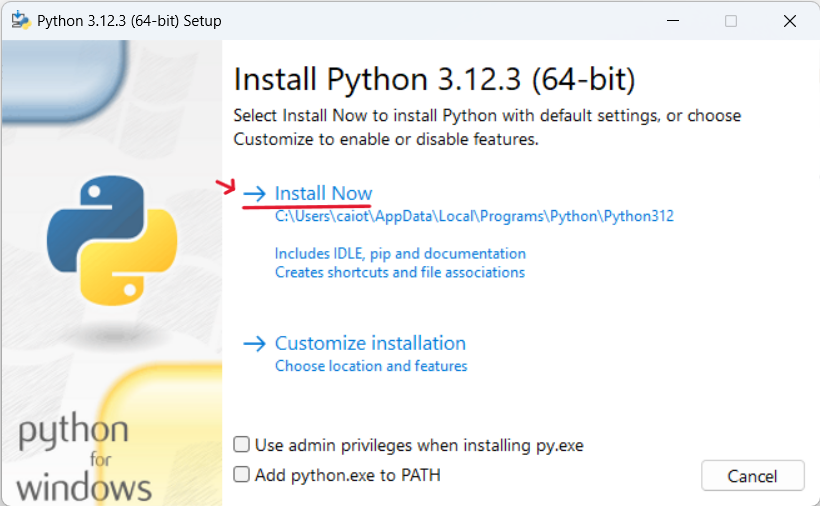 Python 3.12.3 (64-bit) Setup
Install Python 3.12.3 (64-bit)
Select Install Now to install Python with default settings, or choose
Customize to enable or disable features.
Install Now
C:\Users\caiot\AppData\Local\Programs\Python\Python312
Includes IDLE, pip and documentation
Creates shortcuts and file associations
Customize installation
Choose location and features
python
for
windows
Use admin privileges when installing py.exe
Add python.exe to PATH
Cancel